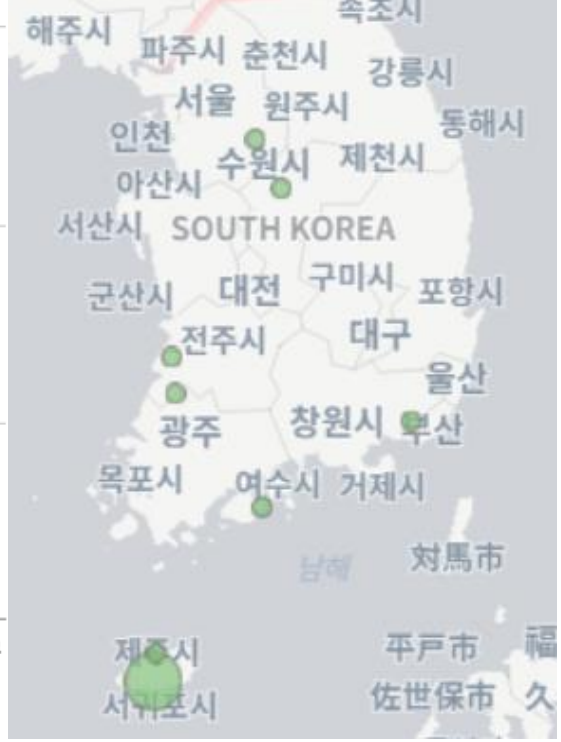 속초시
해주시
파주시 춘천시
강릉시
서울 원주시
동해시
인천
수원시 제천시
아산시
서산시 SOUTH KOREA
구미시
군산시 대전 포항시
전주시 대구
울산
창원시 부산
광주
목포시 여수시 거제시
남해 対馬市
제주시 平戸市 福
서귀포시 佐世保市 久